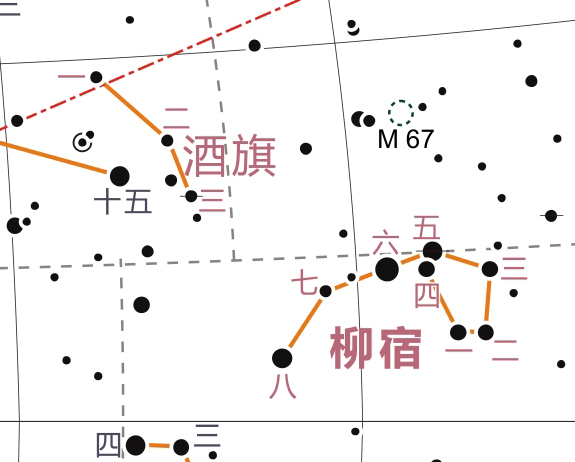 三
一
二
酒旗
三
十五
M 67
五
六
三
七
四
柳宿
一
二
八
四
三